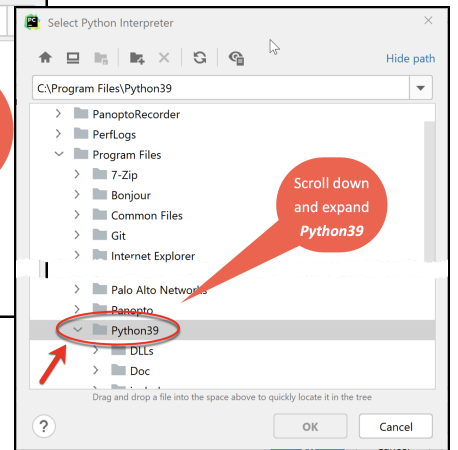 PC
Select Python Interpreter
Hide path
C:\Program Files\Python39
PanoptoRecorder
PerfLogs
Program Files
7-Zip
Bonjour
Common Files
Git
Internet Explorer
Scroll down
and expand
Python39
Palo Alto Networks
Panopto
Python39
DLLs
Doc
Drag and drop a file into the space above to quickly locate it in the tree
?
OK
Cancel